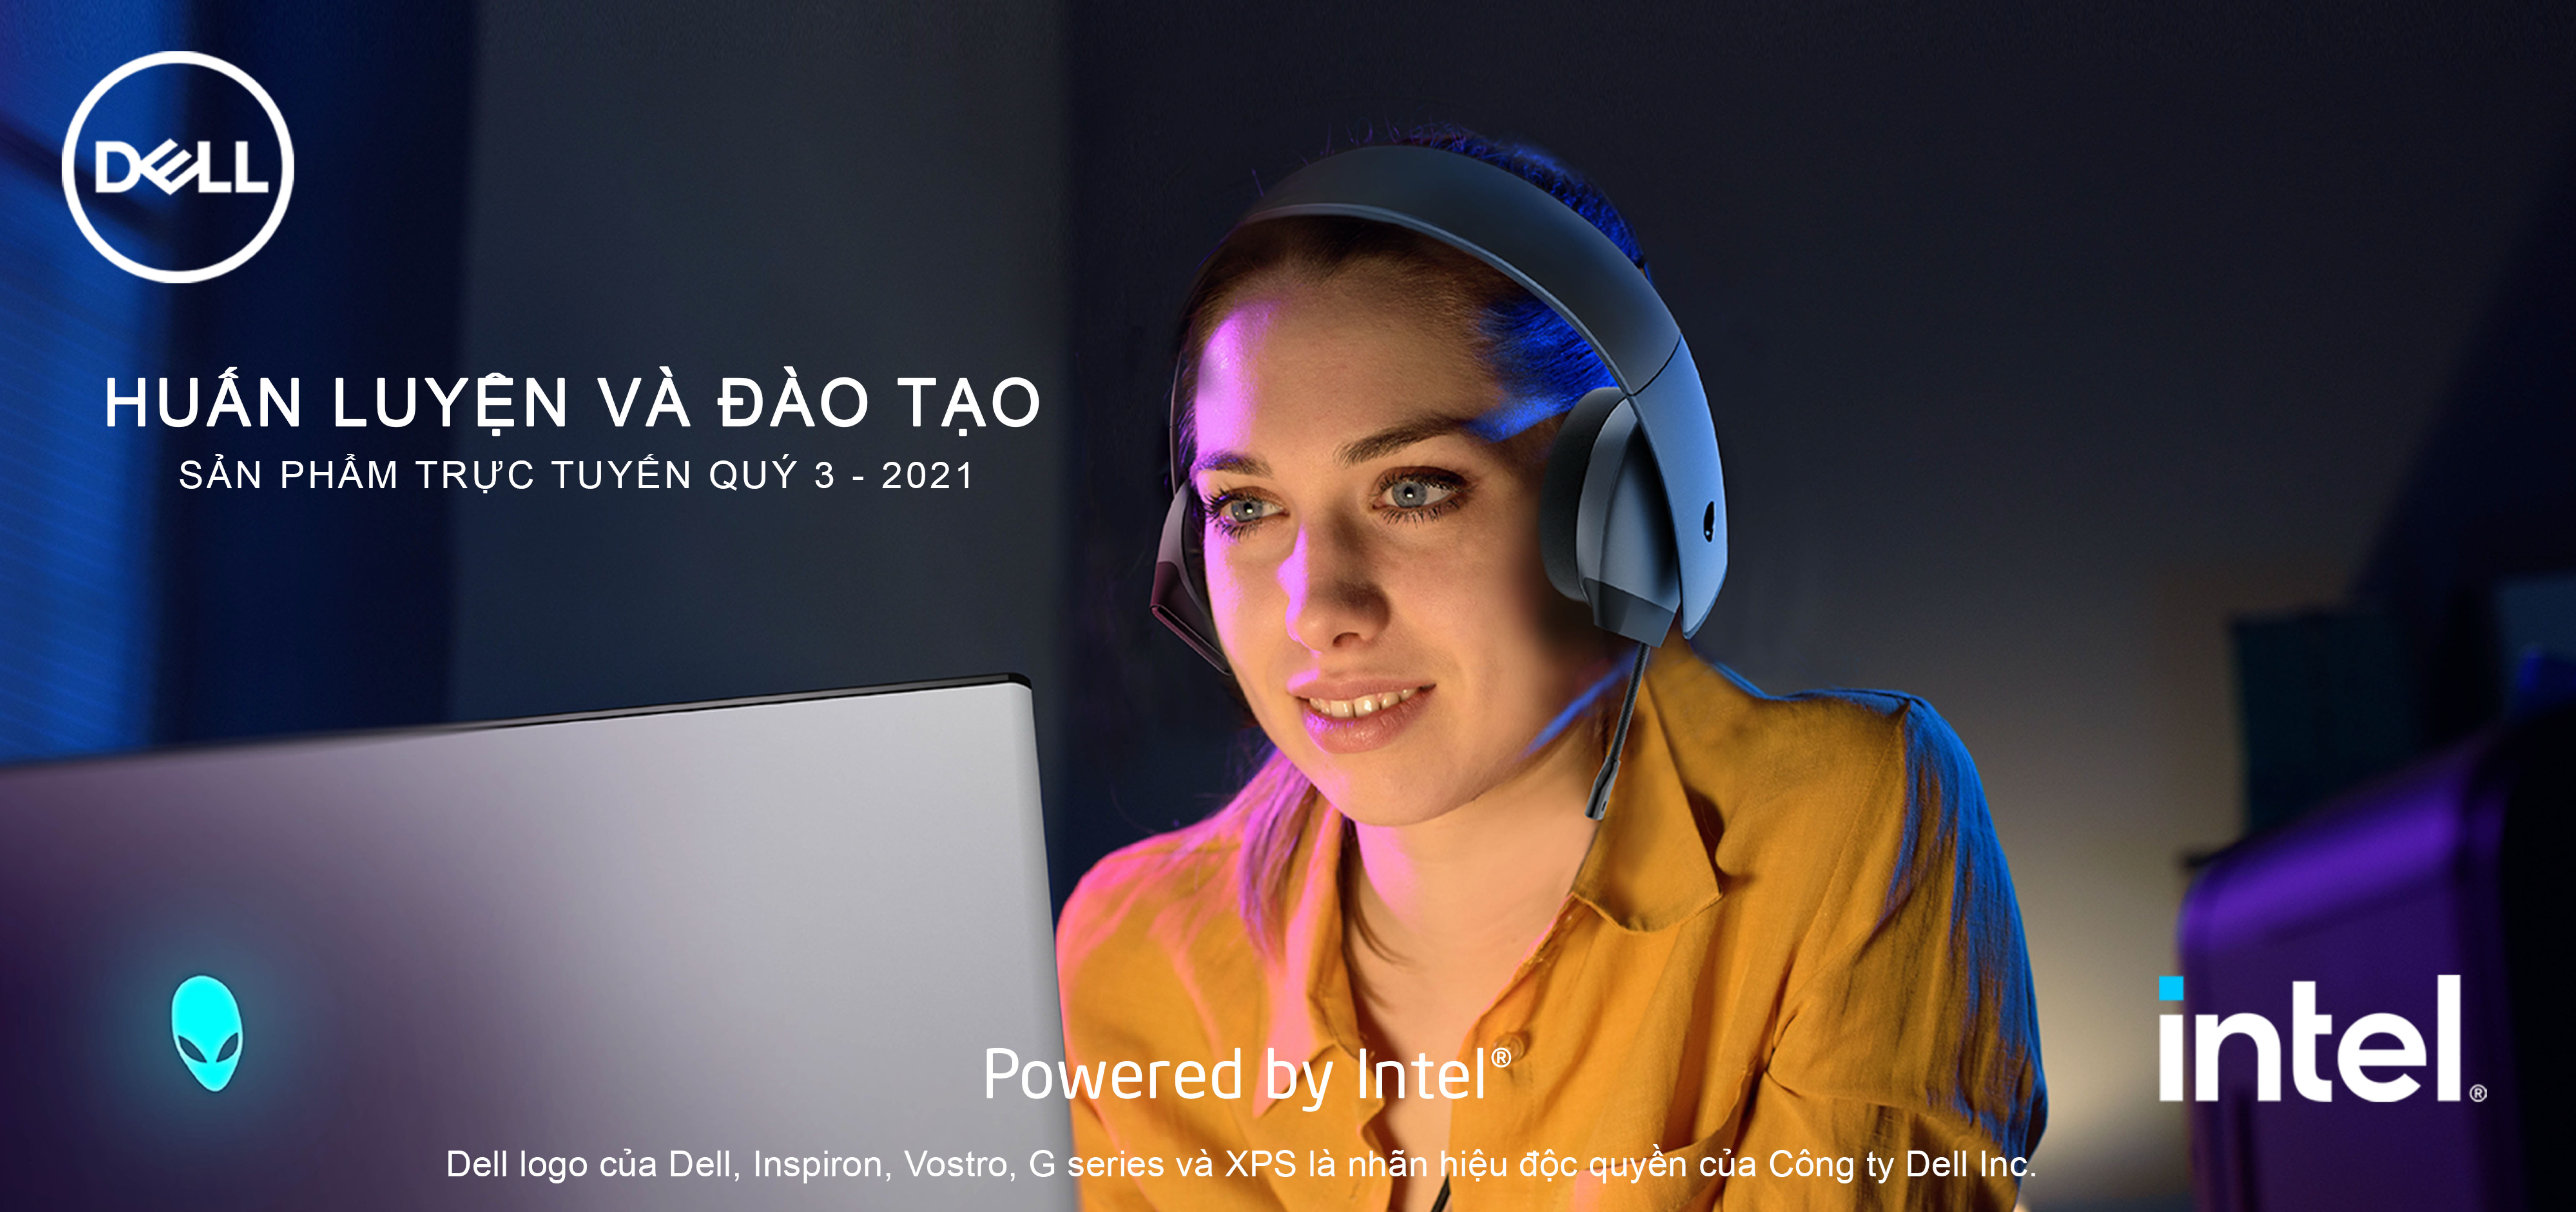 DELL
HUẤN LUYỆN VÀ ĐÀO TẠO
SẢN PHẨM TRỰC TUYẾN QUÝ 3 - 2021
Powered by Intel®
intel®
Dell logo của Dell, Inspiron, Vostro, G series và XPS là nhãn hiệu độc quyền của Công ty Dell Inc.